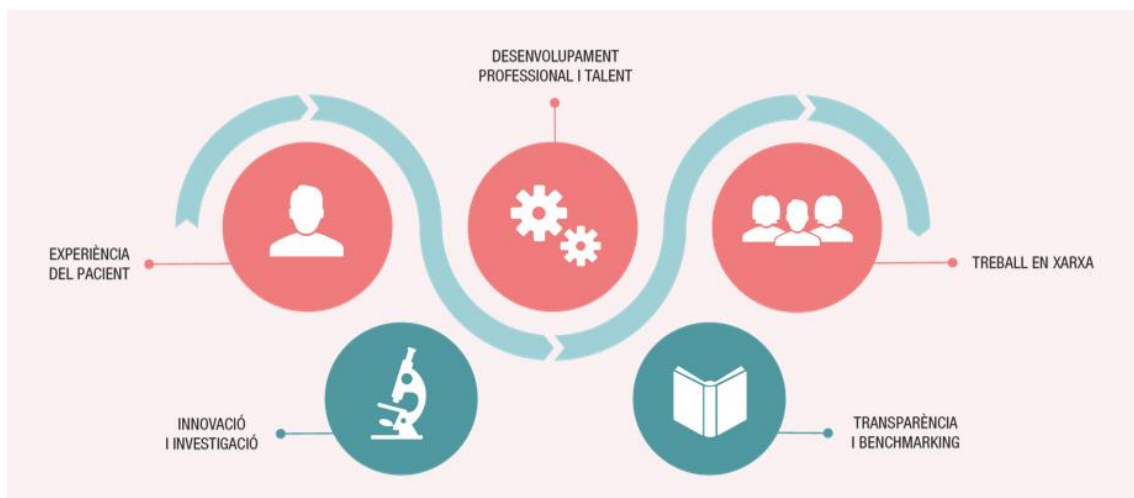 DESENVOLUPAMENT
PROFESSIONAL I TALENT
EXPERIÈNCIA
DEL PACIENT
TREBALL EN XARXA
INNOVACIÓ
I INVESTIGACIÓ
TRANSPARÈNCIA
I BENCHMARKING